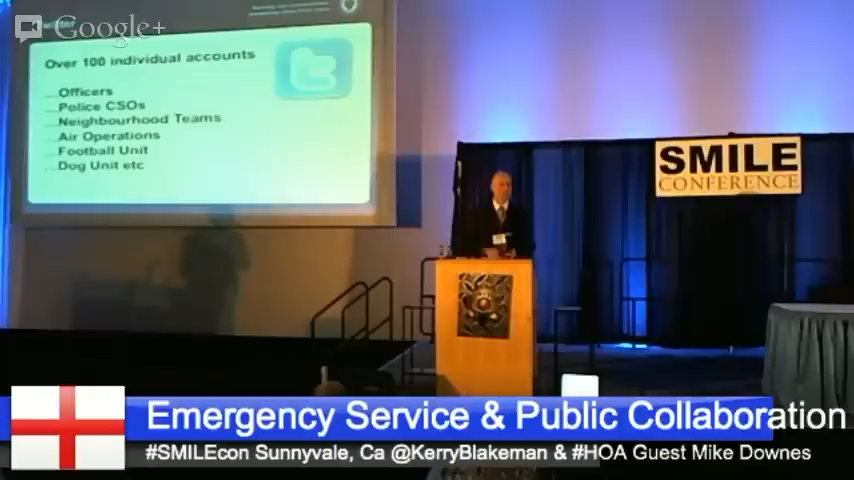 Google+
Over 100 individual accounts
Officers
Police CSOs
Neighbourhood Teams
Air Operations
Football Unit
Dog Unit etc
SMILE
CONFERENCE
Emergency Service & Public Collaboration
#SMILEcon Sunnyvale, Ca @KerryBlakeman & #HOA Guest Mike Downes